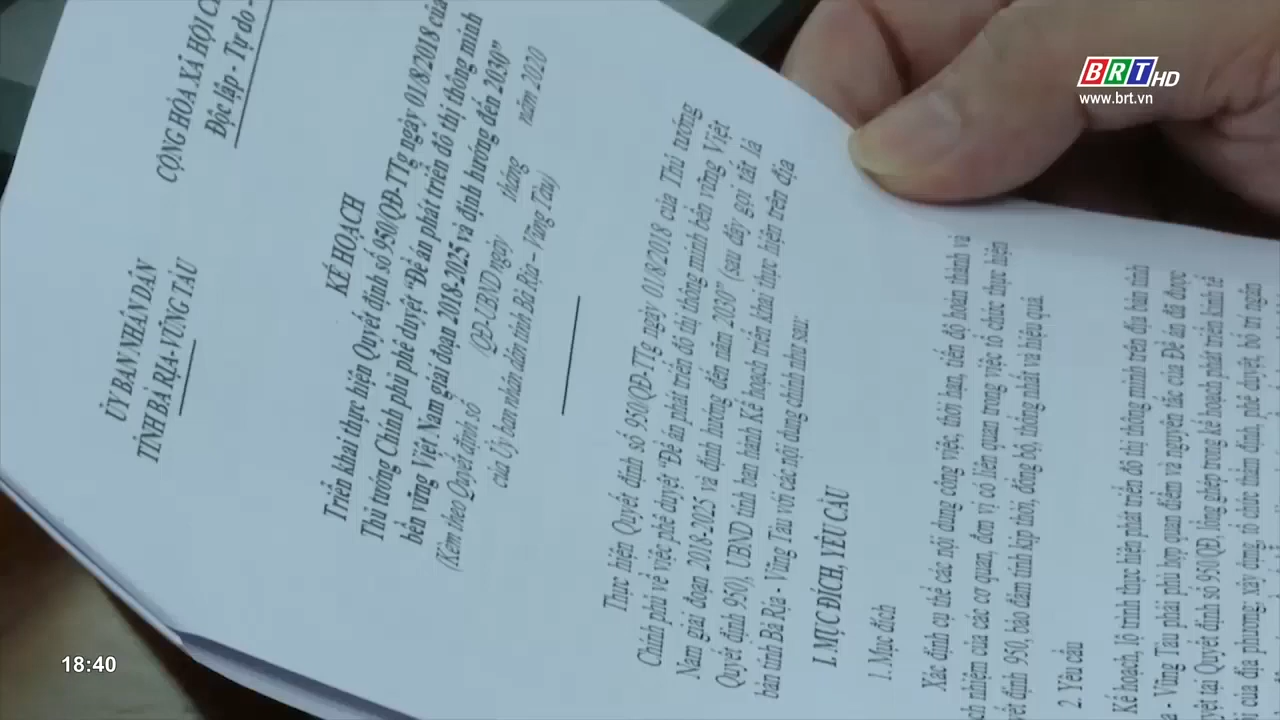 BRT HD
www.brt.vn
ỦY BAN NHÂN DÂN
TỈNH BÀ RỊA-VŨNG TÀU
CỘNG HÒA XÃ HỘI
Độc lập - Tự do -
KẾ HOẠCH
Triển khai thực hiện Quyết định số 950/QĐ-TTg ngày 01/8/2018 của
Thủ tướng Chính phủ phê duyệt “Đề án phát triển đô thị thông minh
bền vững Việt Nam giai đoạn 2018-2025 và định hướng đến 2030”
(Kèm theo Quyết định số /QĐ-UBND ngày tháng năm 2020
của Ủy ban nhân dân tỉnh Bà Rịa – Vũng Tàu)
Thực hiện Quyết định số 950/QĐ-TTg ngày 01/8/2018 của Thủ tướng
Chính phủ về việc phê duyệt “Đề án phát triển đô thị thông minh bền vững Việt
Nam giai đoạn 2018-2025 và định hướng đến năm 2030” (sau đây gọi tắt là
Quyết định 950), UBND tỉnh ban hành Kế hoạch triển khai thực hiện trên địa
bàn tỉnh Bà Rịa - Vũng Tàu với các nội dung chính như sau:
I. MỤC ĐÍCH, YÊU CẦU
1. Mục đích
Xác định cụ thể các nội dung công việc, thời hạn, tiến độ hoàn thành và
nhiệm của các cơ quan, đơn vị có liên quan trong việc tổ chức thực hiện
định 950, bảo đảm tính kịp thời, đồng bộ, thống nhất và hiệu quả.
2. Yêu cầu
Kế hoạch, lộ trình thực hiện phát triển đô thị thông minh trên địa bàn tỉnh
- Vũng Tàu phải phù hợp quan điểm và nguyên tắc của Đề án đã được
tại Quyết định số 950/QĐ, lồng ghép trong kế hoạch phát triển kinh tế
của địa phương; xây dựng, tổ chức thẩm định, phê duyệt, bố trí ngân
18:40